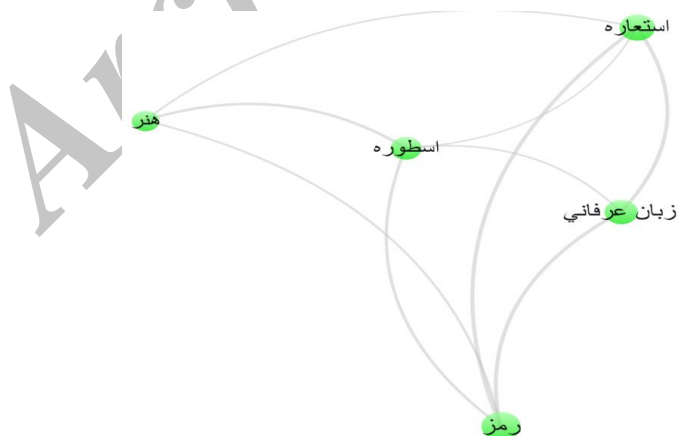 استعاره
هنر
اسطوره
زبان عرفاني
رمز